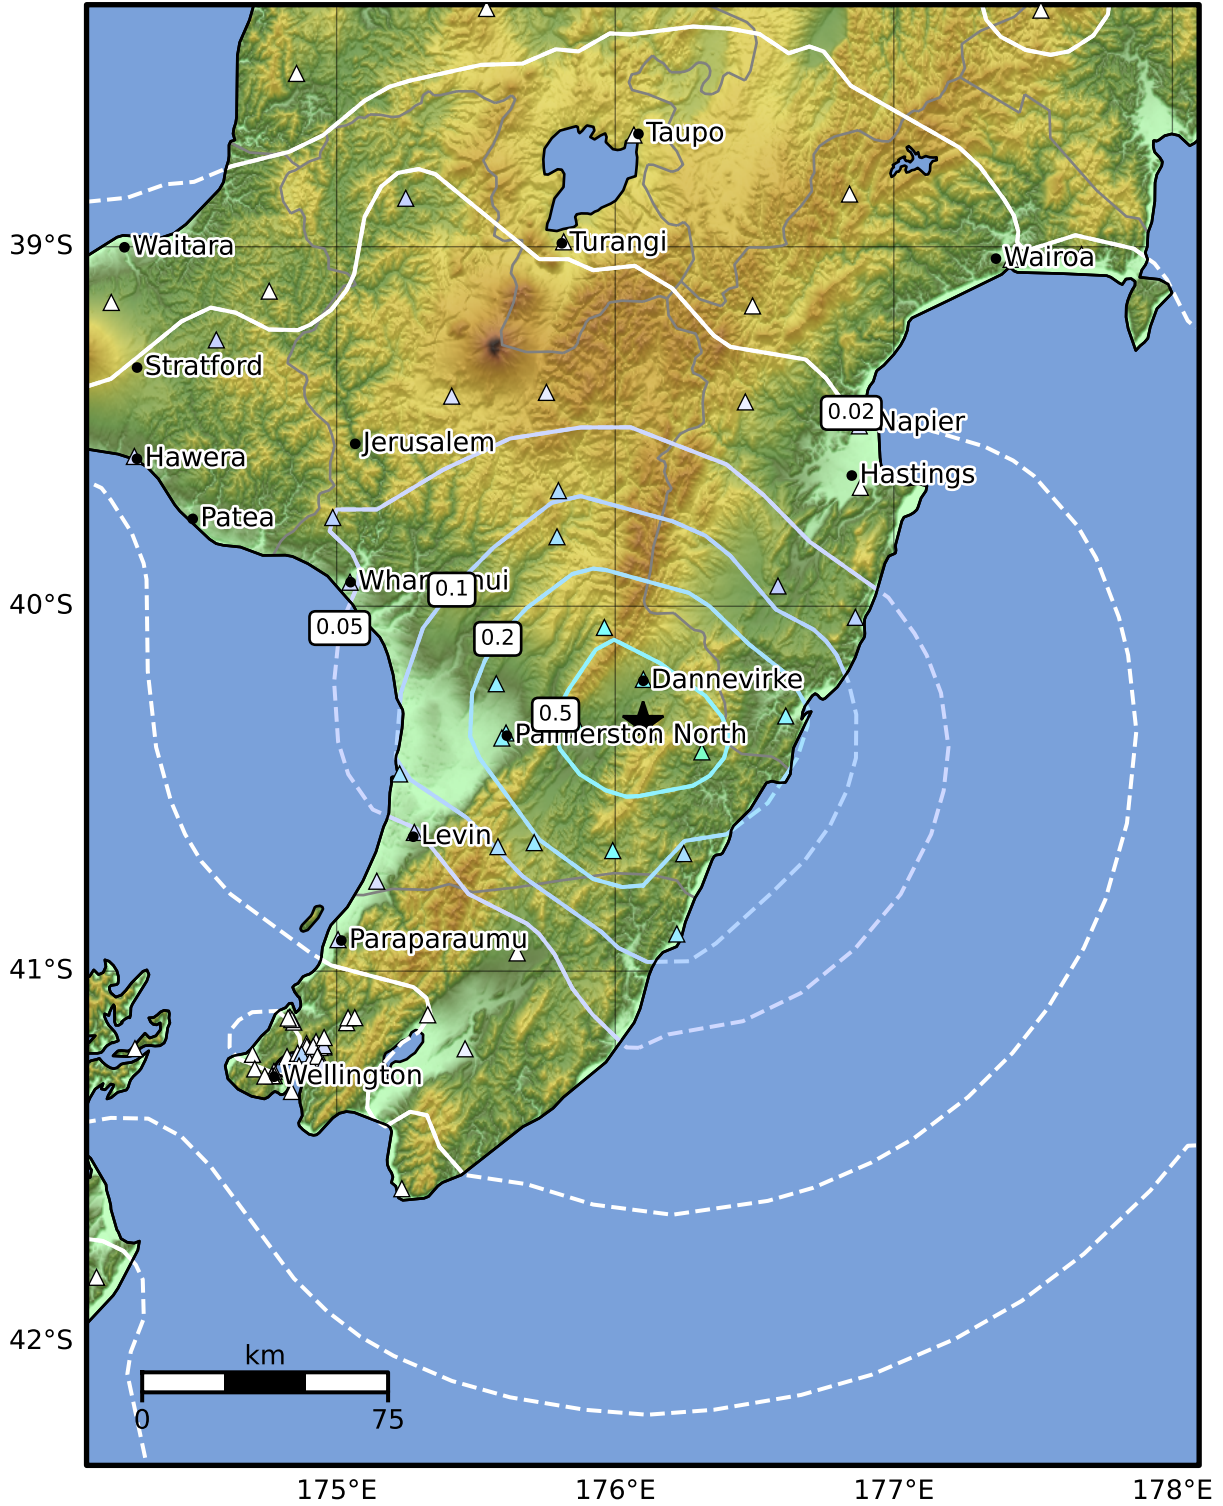 Taupo
Turangi
39°S
Waitara
Wairoa
Stratford
0.02
Napier
Jerusalem
Hawera
Hastings
Patea
0.1
40°S
0.05
0.2
Dannevirke
0.5
Palmerston North
Levin
Paraparaumu
41°S
Wellington
42°S
km
0
75
175°E
176°E
177°E
178°E